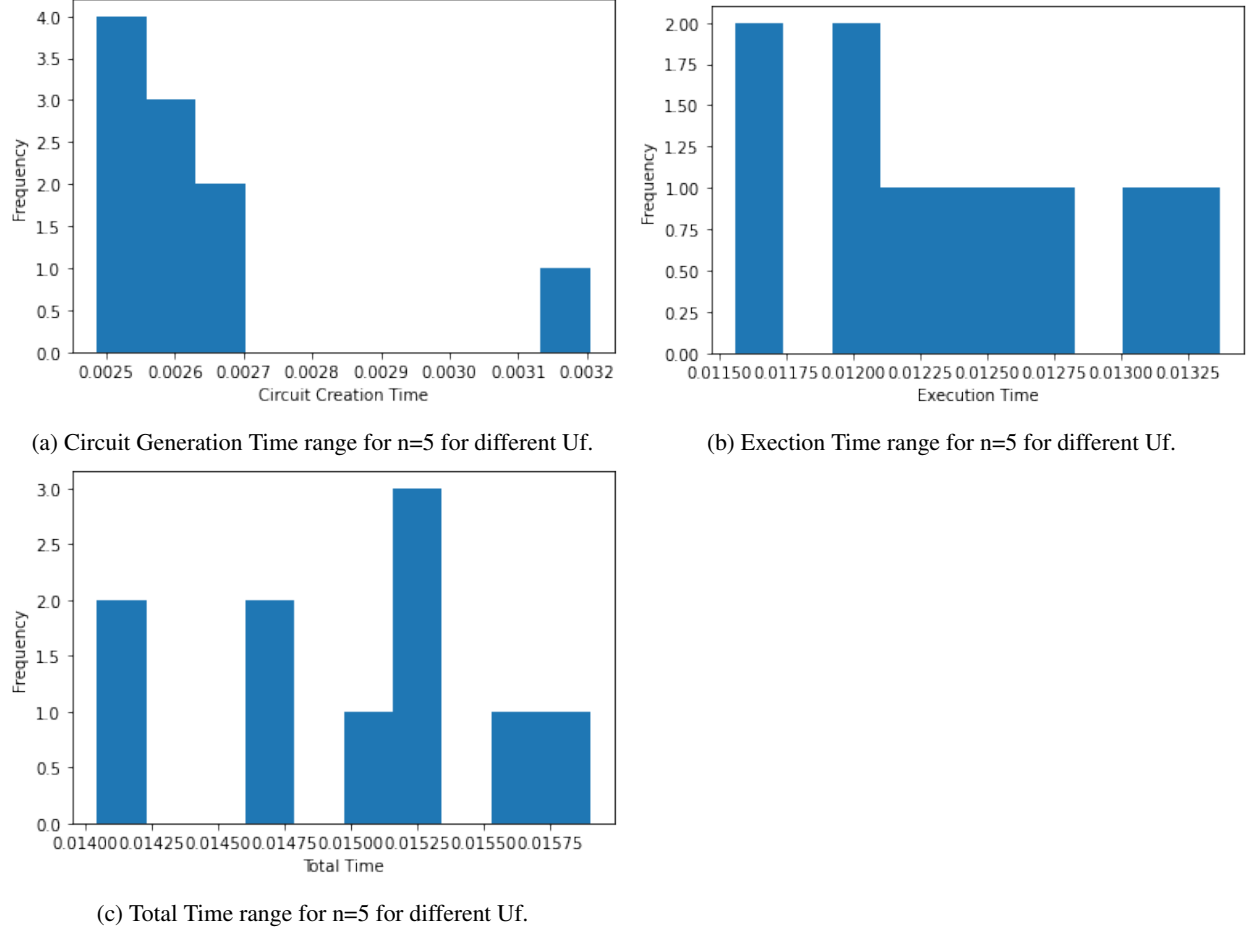 4.0
3.5
3.0
2.5
2.0
1.5
1.0
0.5
0.0
Frequency
0.0025 0.0026 0.0027 0.0028 0.0029 0.0030 0.0031 0.0032
Circuit Creation Time
(a) Circuit Generation Time range for n=5 for different Uf.
2.00
1.75
1.50
1.25
1.00
0.75
0.50
0.25
0.00
Frequency
0.01150 0.01175 0.01200 0.01225 0.01250 0.01275 0.01300 0.01325
Execution Time
(b) Exection Time range for n=5 for different Uf.
3.0
2.5
2.0
1.5
1.0
0.5
0.0
Frequency
0.01400 0.01425 0.01450 0.01475 0.01500 0.01525 0.01550 0.01575
Total Time
(c) Total Time range for n=5 for different Uf.